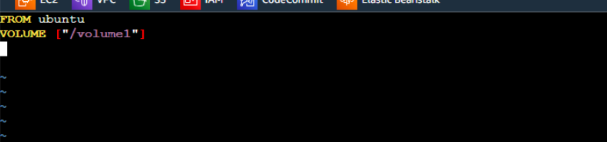 EC2 VPC S3 IAM CodeCommit Elastic Beanstalk
FROM ubuntu
VOLUME ["/volume1"]
~
~
~
~
~